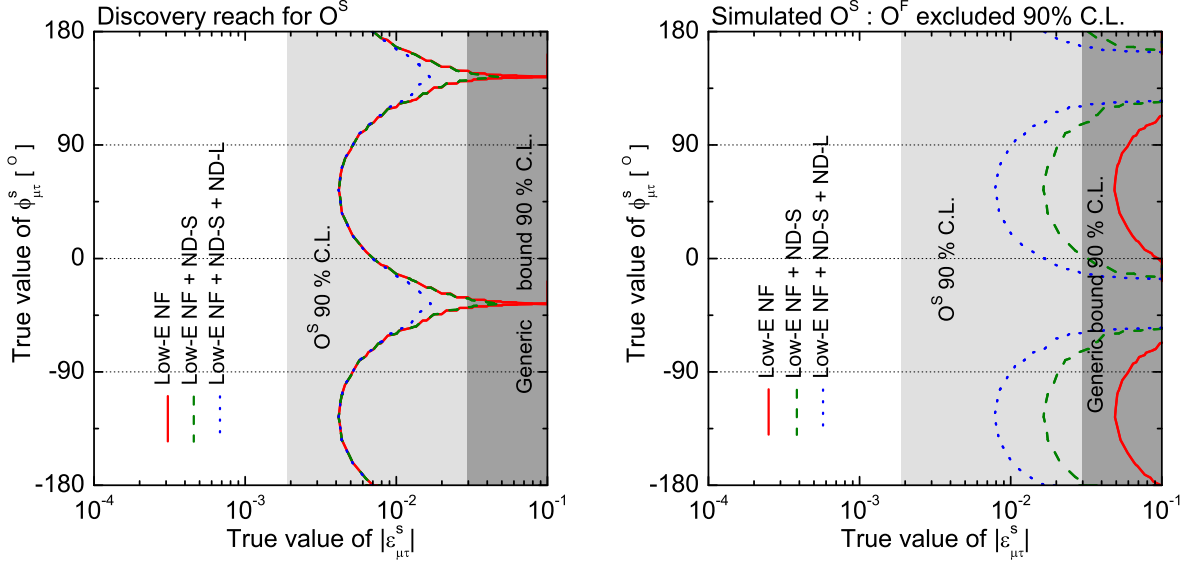 Discovery reach for O^S
180
90
0
-90
-180
True value of ϕ^s_μτ [ ° ]
Low-E NF
Low-E NF + ND-S
Low-E NF + ND-S + ND-L
O^S 90 % C.L.
Generic bound 90 % C.L.
10^-4
10^-3
10^-2
10^-1
True value of |ε^s_μτ|
Simulated O^S : O^F excluded 90% C.L.
180
90
0
-90
-180
True value of ϕ^s_μτ [ ° ]
Low-E NF
Low-E NF + ND-S
Low-E NF + ND-S + ND-L
O^S 90 % C.L.
Generic bound 90 % C.L.
10^-4
10^-3
10^-2
10^-1
True value of |ε^s_μτ|